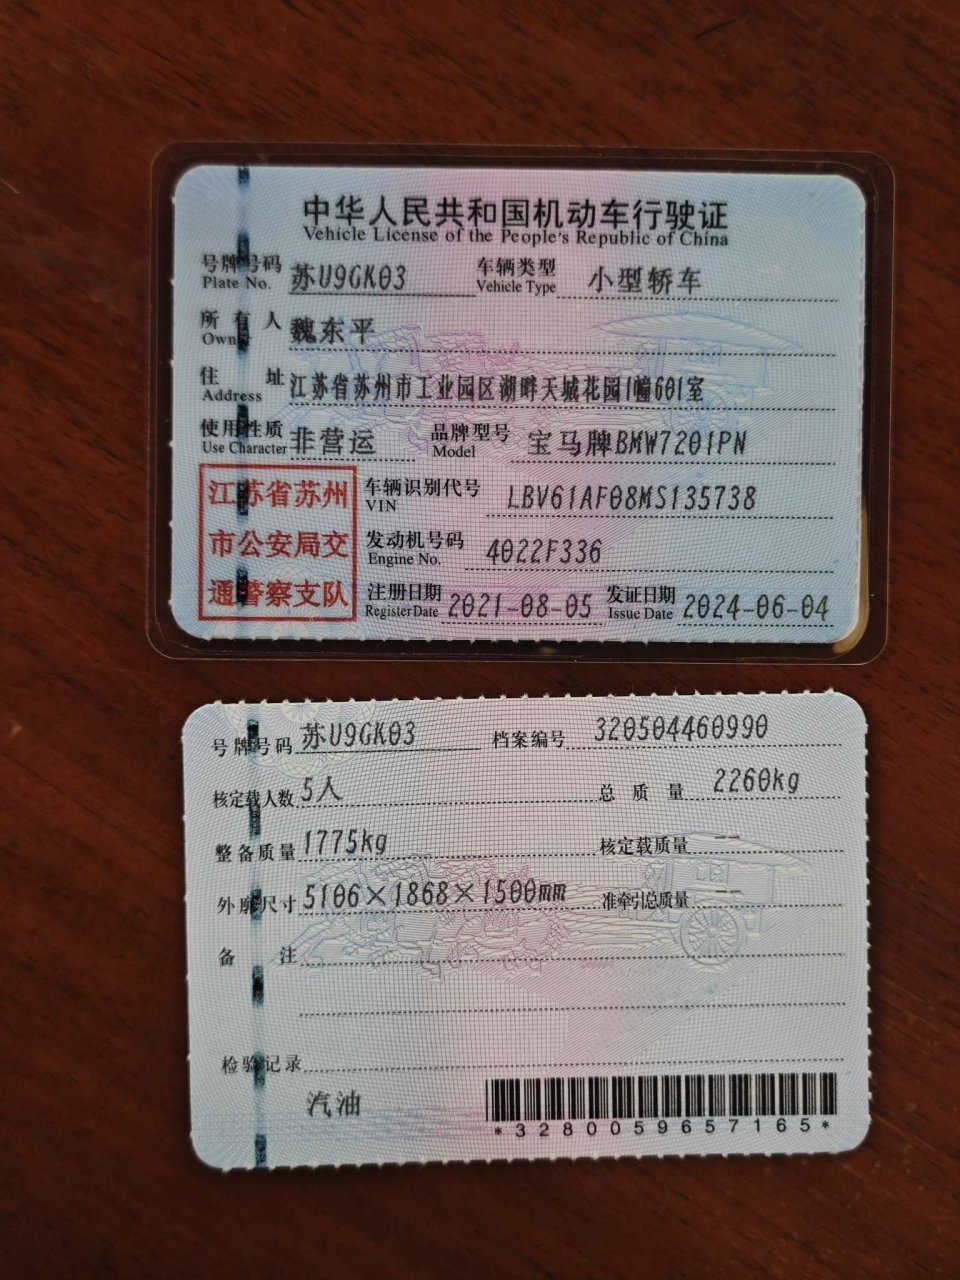 中华人民共和国机动车行驶证
Vehicle License of the People's Republic of China
号牌号码 苏U9GK03 车辆类型 小型轿车
Plate No. Vehicle Type
所有人 魏东平
Owner
住址 江苏省苏州市工业园区湖畔天城花园1幢601室
Address
使用性质 非营运 品牌型号 宝马牌BMW7201PN
Use Character Model
江苏省苏州 车辆识别代号 LBV61AF08MS135738
VIN
市公安局交 发动机号码 4022F336
Engine No.
通警察支队 注册日期 2021-08-05 发证日期 2024-06-04
Register Date Issue Date
号牌号码 苏U9GK03 档案编号 320504460990
核定载人数 5人 总质量 2260kg
整备质量 1775kg 核定载质量 --
外廓尺寸 5106×1868×1500mm 准牵引总质量 --
备注
检验记录
汽油
*3280059657165*